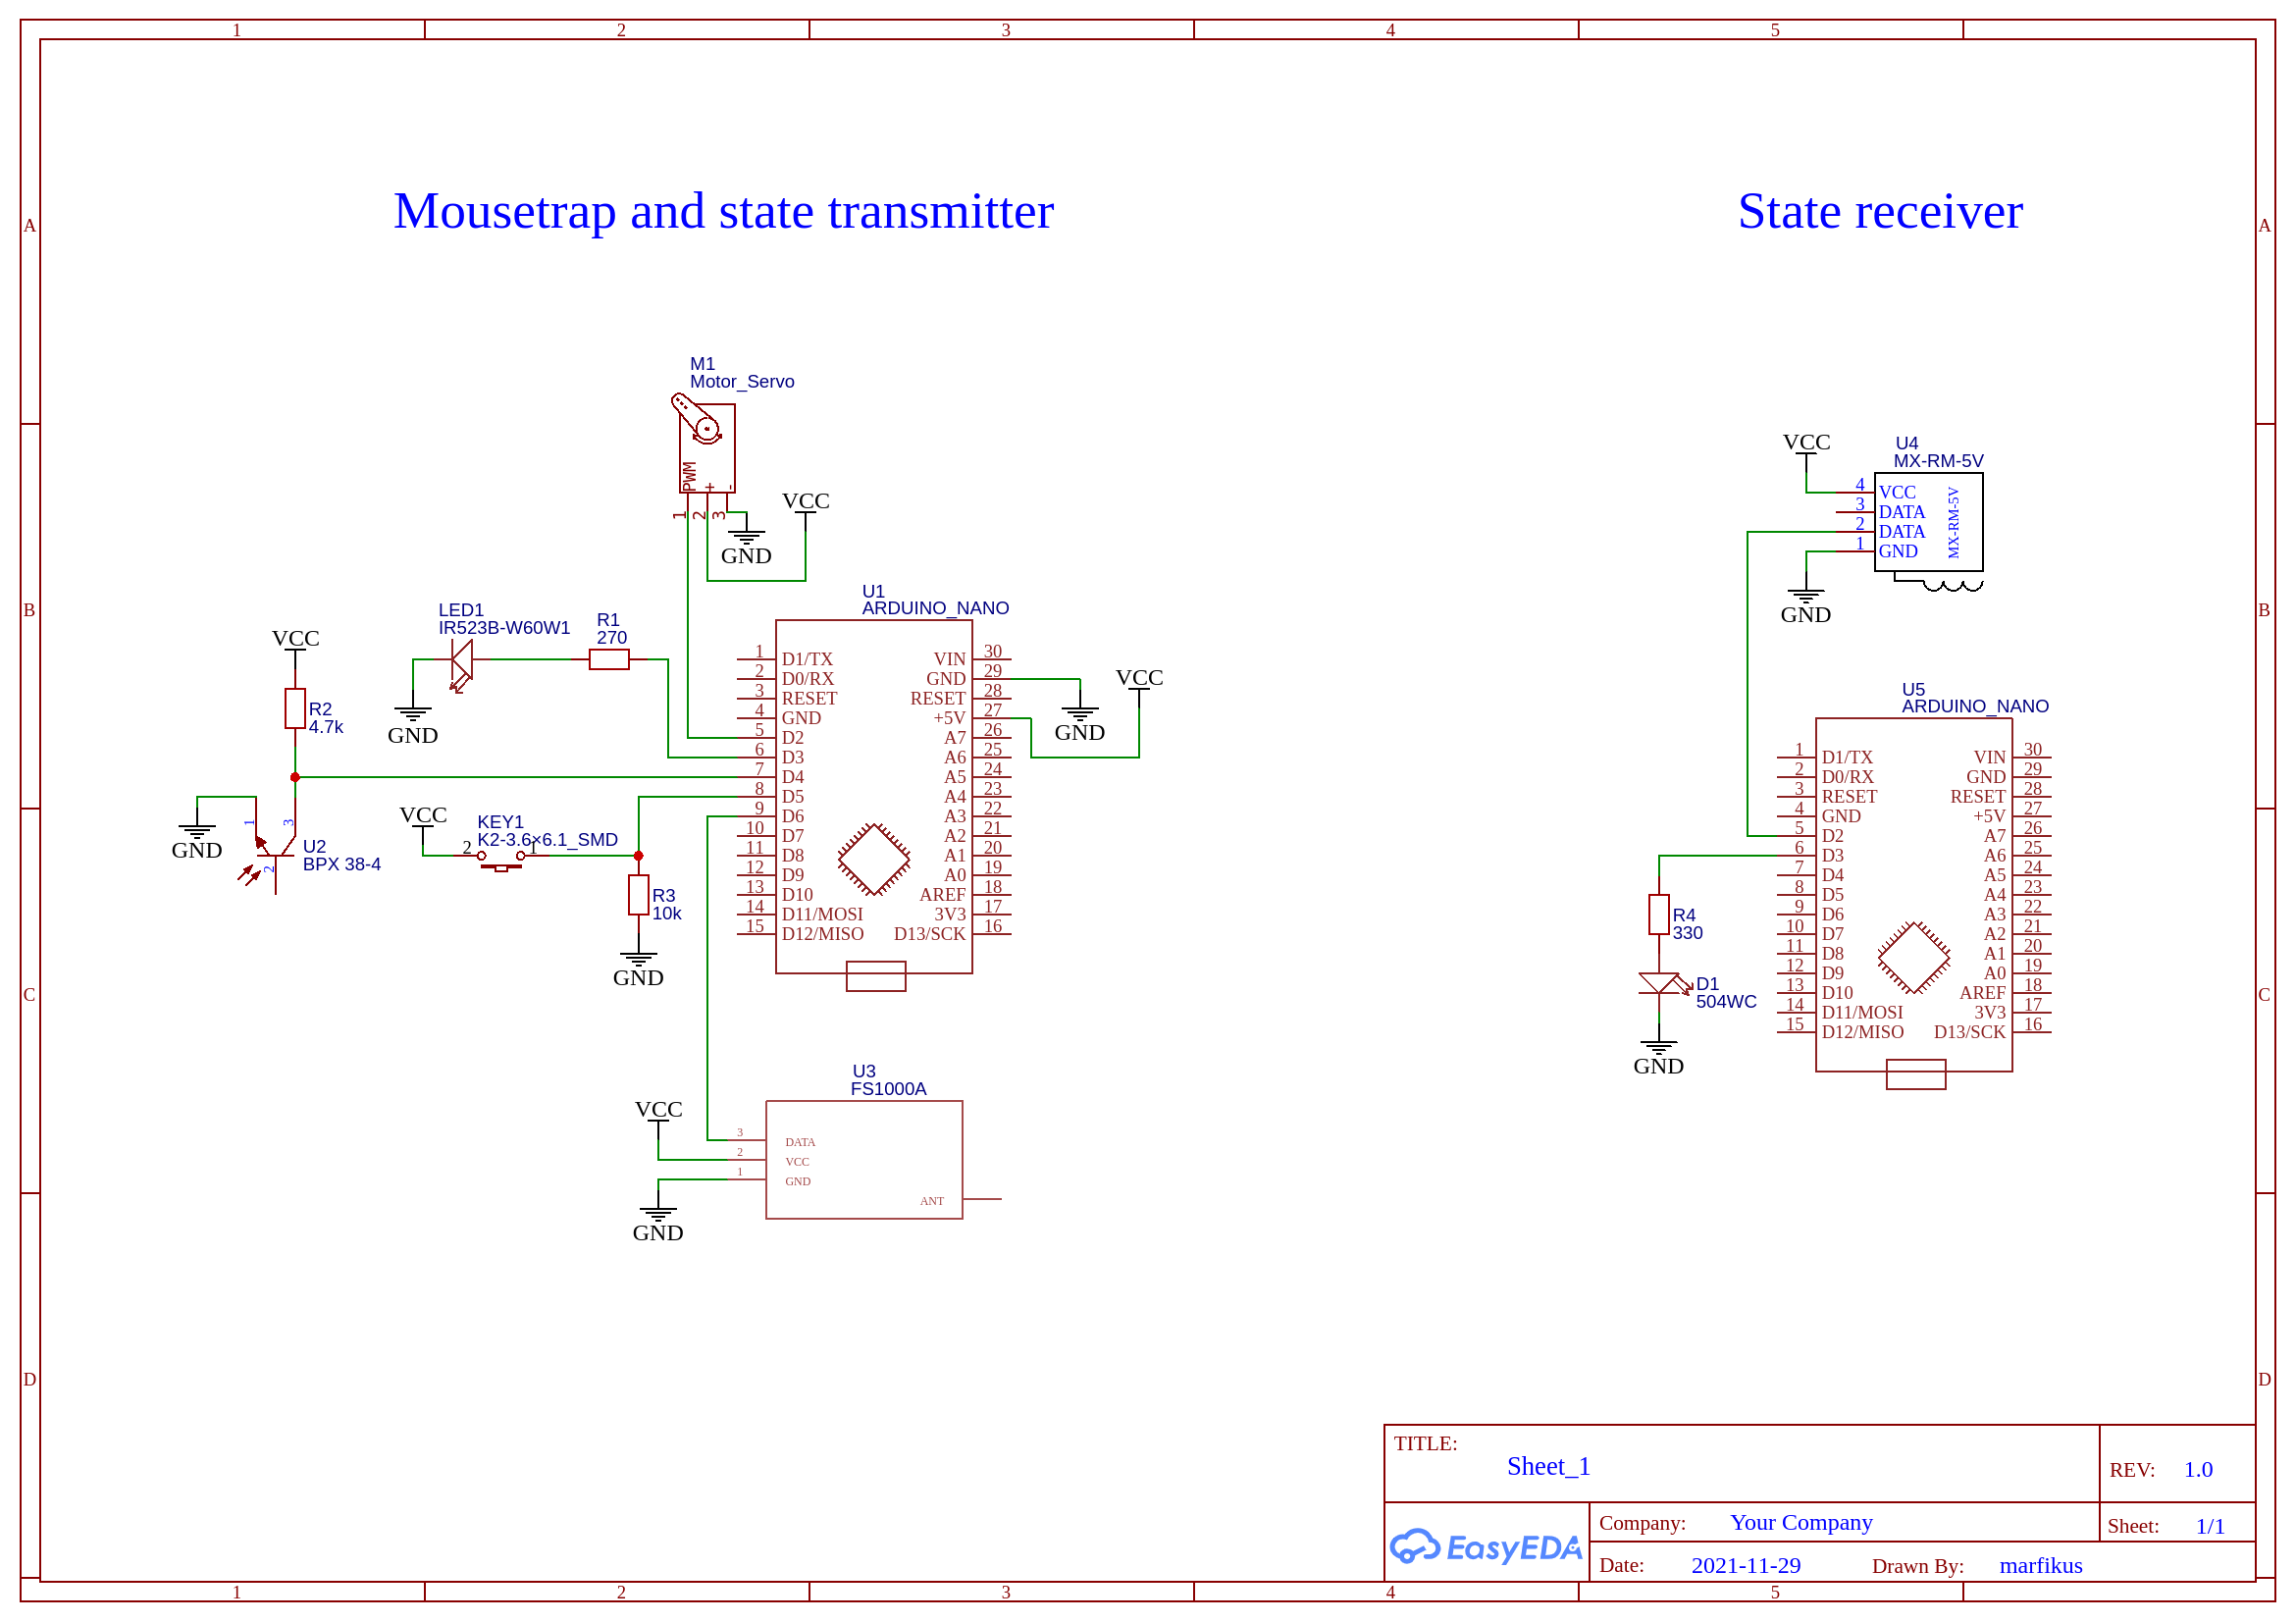 1 2 3 4 5
A A
B B
C C
D D
Mousetrap and state transmitter
State receiver
M1
Motor_Servo
PWM + -
1 2 3
VCC
GND
LED1
IR523B-W60W1
R1
270
GND
VCC
R2
4.7k
GND
1 3
2
U2
BPX 38-4
VCC
KEY1
K2-3.6×6.1_SMD
2 1
R3
10k
GND
U1
ARDUINO_NANO
1 D1/TX VIN 30
2 D0/RX GND 29
3 RESET RESET 28
4 GND +5V 27
5 D2 A7 26
6 D3 A6 25
7 D4 A5 24
8 D5 A4 23
9 D6 A3 22
10 D7 A2 21
11 D8 A1 20
12 D9 A0 19
13 D10 AREF 18
14 D11/MOSI 3V3 17
15 D12/MISO D13/SCK 16
GND
VCC
U3
FS1000A
VCC
3 DATA
2 VCC
1 GND
ANT
GND
VCC
U4
MX-RM-5V
4 VCC
3 DATA
2 DATA
1 GND
MX-RM-5V
GND
U5
ARDUINO_NANO
1 D1/TX VIN 30
2 D0/RX GND 29
3 RESET RESET 28
4 GND +5V 27
5 D2 A7 26
6 D3 A6 25
7 D4 A5 24
8 D5 A4 23
9 D6 A3 22
10 D7 A2 21
11 D8 A1 20
12 D9 A0 19
13 D10 AREF 18
14 D11/MOSI 3V3 17
15 D12/MISO D13/SCK 16
R4
330
D1
504WC
GND
TITLE:
Sheet_1
REV: 1.0
EasyEDA
Company: Your Company
Sheet: 1/1
Date: 2021-11-29 Drawn By: marfikus
1 2 3 4 5